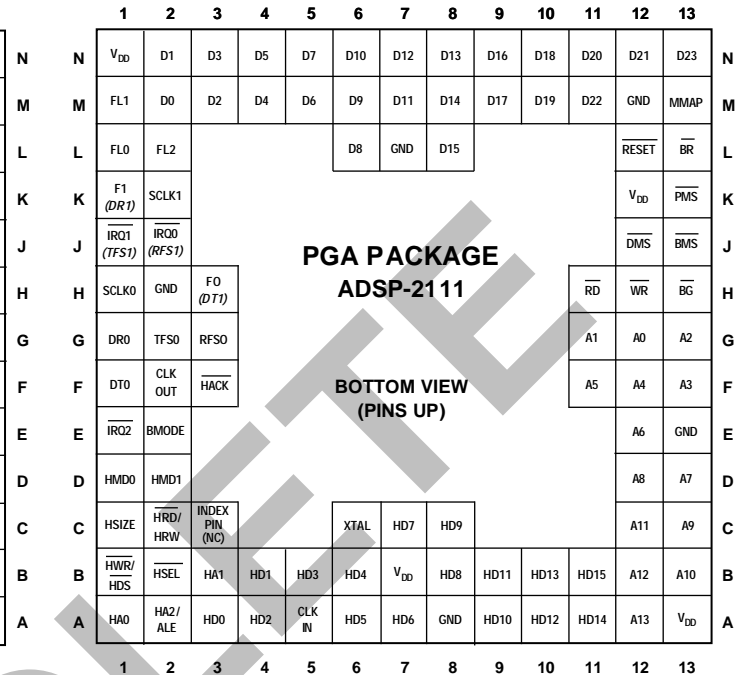 1 2 3 4 5 6 7 8 9 10 11 12 13
N N V_DD D1 D3 D5 D7 D10 D12 D13 D16 D18 D20 D21 D23 N
M M FL1 D0 D2 D4 D6 D9 D11 D14 D17 D19 D22 GND MMAP M
L L FL0 FL2 D8 GND D15 RESET BR L
K K F1 (DR1) SCLK1 V_DD PMS K
J J IRQ1 (TFS1) IRQ0 (RFS1) DMS BMS J
PGA PACKAGE
ADSP-2111
H H SCLK0 GND FO (DT1) RD WR BG H
G G DR0 TFS0 RFSO A1 A0 A2 G
F F DT0 CLK OUT HACK A5 A4 A3 F
BOTTOM VIEW
(PINS UP)
E E IRQ2 BMODE A6 GND E
D D HMD0 HMD1 A8 A7 D
C C HSIZE HRD/ HRW INDEX PIN (NC) XTAL HD7 HD9 A11 A9 C
B B HWR/ HDS HSEL HA1 HD1 HD3 HD4 V_DD HD8 HD11 HD13 HD15 A12 A10 B
A A HA0 HA2/ ALE HD0 HD2 CLK IN HD5 HD6 GND HD10 HD12 HD14 A13 V_DD A
1 2 3 4 5 6 7 8 9 10 11 12 13